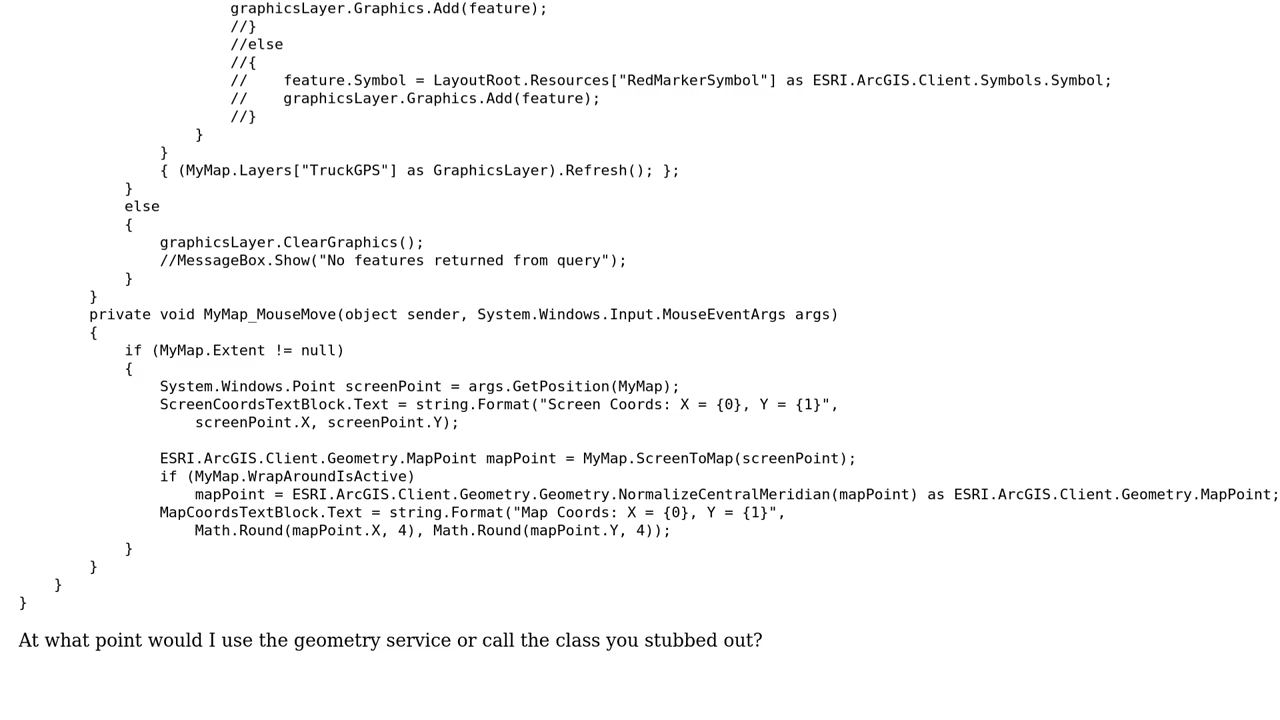 graphicsLayer.Graphics.Add(feature);
//}
//else
//{
//    feature.Symbol = LayoutRoot.Resources["RedMarkerSymbol"] as ESRI.ArcGIS.Client.Symbols.Symbol;
//    graphicsLayer.Graphics.Add(feature);
//}
}
}
{ (MyMap.Layers["TruckGPS"] as GraphicsLayer).Refresh(); };
}
else
{
graphicsLayer.ClearGraphics();
//MessageBox.Show("No features returned from query");
}
}
private void MyMap_MouseMove(object sender, System.Windows.Input.MouseEventArgs args)
{
if (MyMap.Extent != null)
{
System.Windows.Point screenPoint = args.GetPosition(MyMap);
ScreenCoordsTextBlock.Text = string.Format("Screen Coords: X = {0}, Y = {1}",
screenPoint.X, screenPoint.Y);
ESRI.ArcGIS.Client.Geometry.MapPoint mapPoint = MyMap.ScreenToMap(screenPoint);
if (MyMap.WrapAroundIsActive)
mapPoint = ESRI.ArcGIS.Client.Geometry.Geometry.NormalizeCentralMeridian(mapPoint) as ESRI.ArcGIS.Client.Geometry.MapPoint;
MapCoordsTextBlock.Text = string.Format("Map Coords: X = {0}, Y = {1}",
Math.Round(mapPoint.X, 4), Math.Round(mapPoint.Y, 4));
}
}
}
}
At what point would I use the geometry service or call the class you stubbed out?